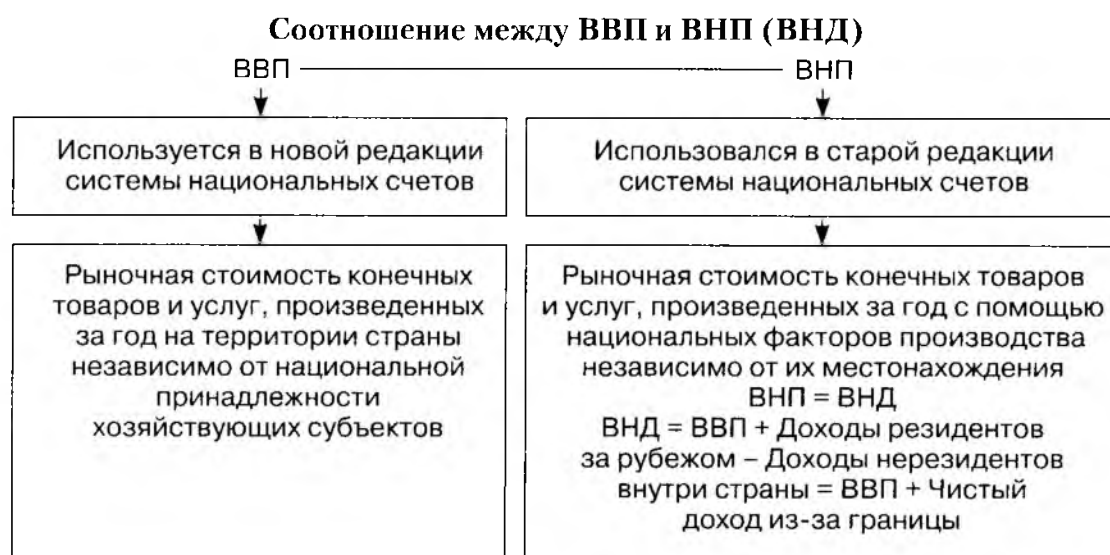 Соотношение между ВВП и ВНП (ВНД)
ВВП ВНП
Используется в новой редакции
системы национальных счетов
Использовался в старой редакции
системы национальных счетов
Рыночная стоимость конечных
товаров и услуг, произведенных
за год на территории страны
независимо от национальной
принадлежности
хозяйствующих субъектов
Рыночная стоимость конечных товаров
и услуг, произведенных за год с помощью
национальных факторов производства
независимо от их местонахождения
ВНП = ВНД
ВНД = ВВП + Доходы резидентов
за рубежом – Доходы нерезидентов
внутри страны = ВВП + Чистый
доход из-за границы